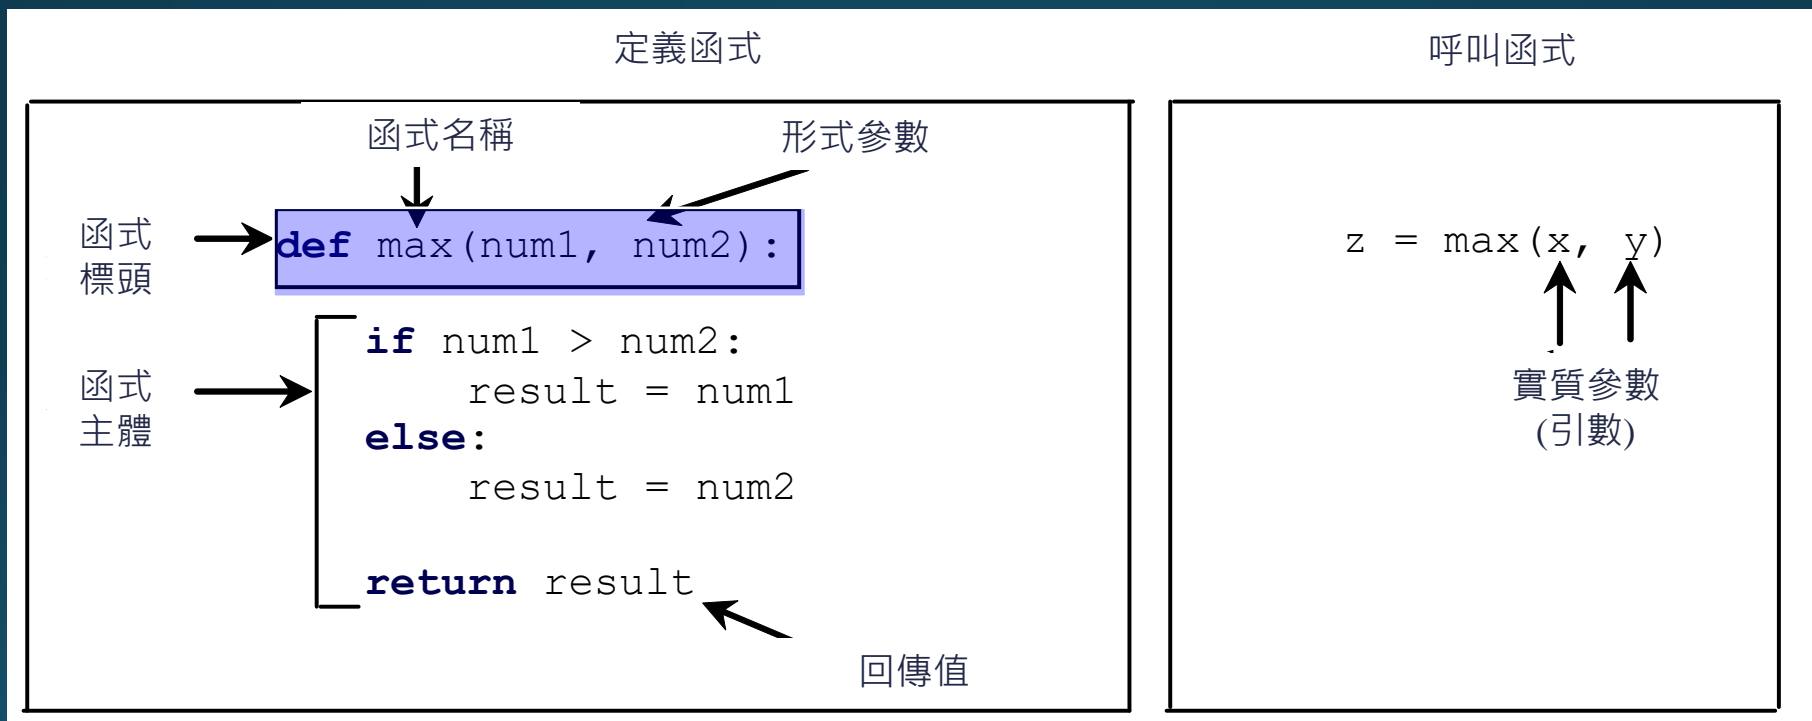 定義函式
呼叫函式
函式名稱
形式參數
函式
標頭
def max(num1, num2):
函式
主體
if num1 > num2:
result = num1
else:
result = num2
return result
回傳值
z = max(x, y)
實質參數
(引數)